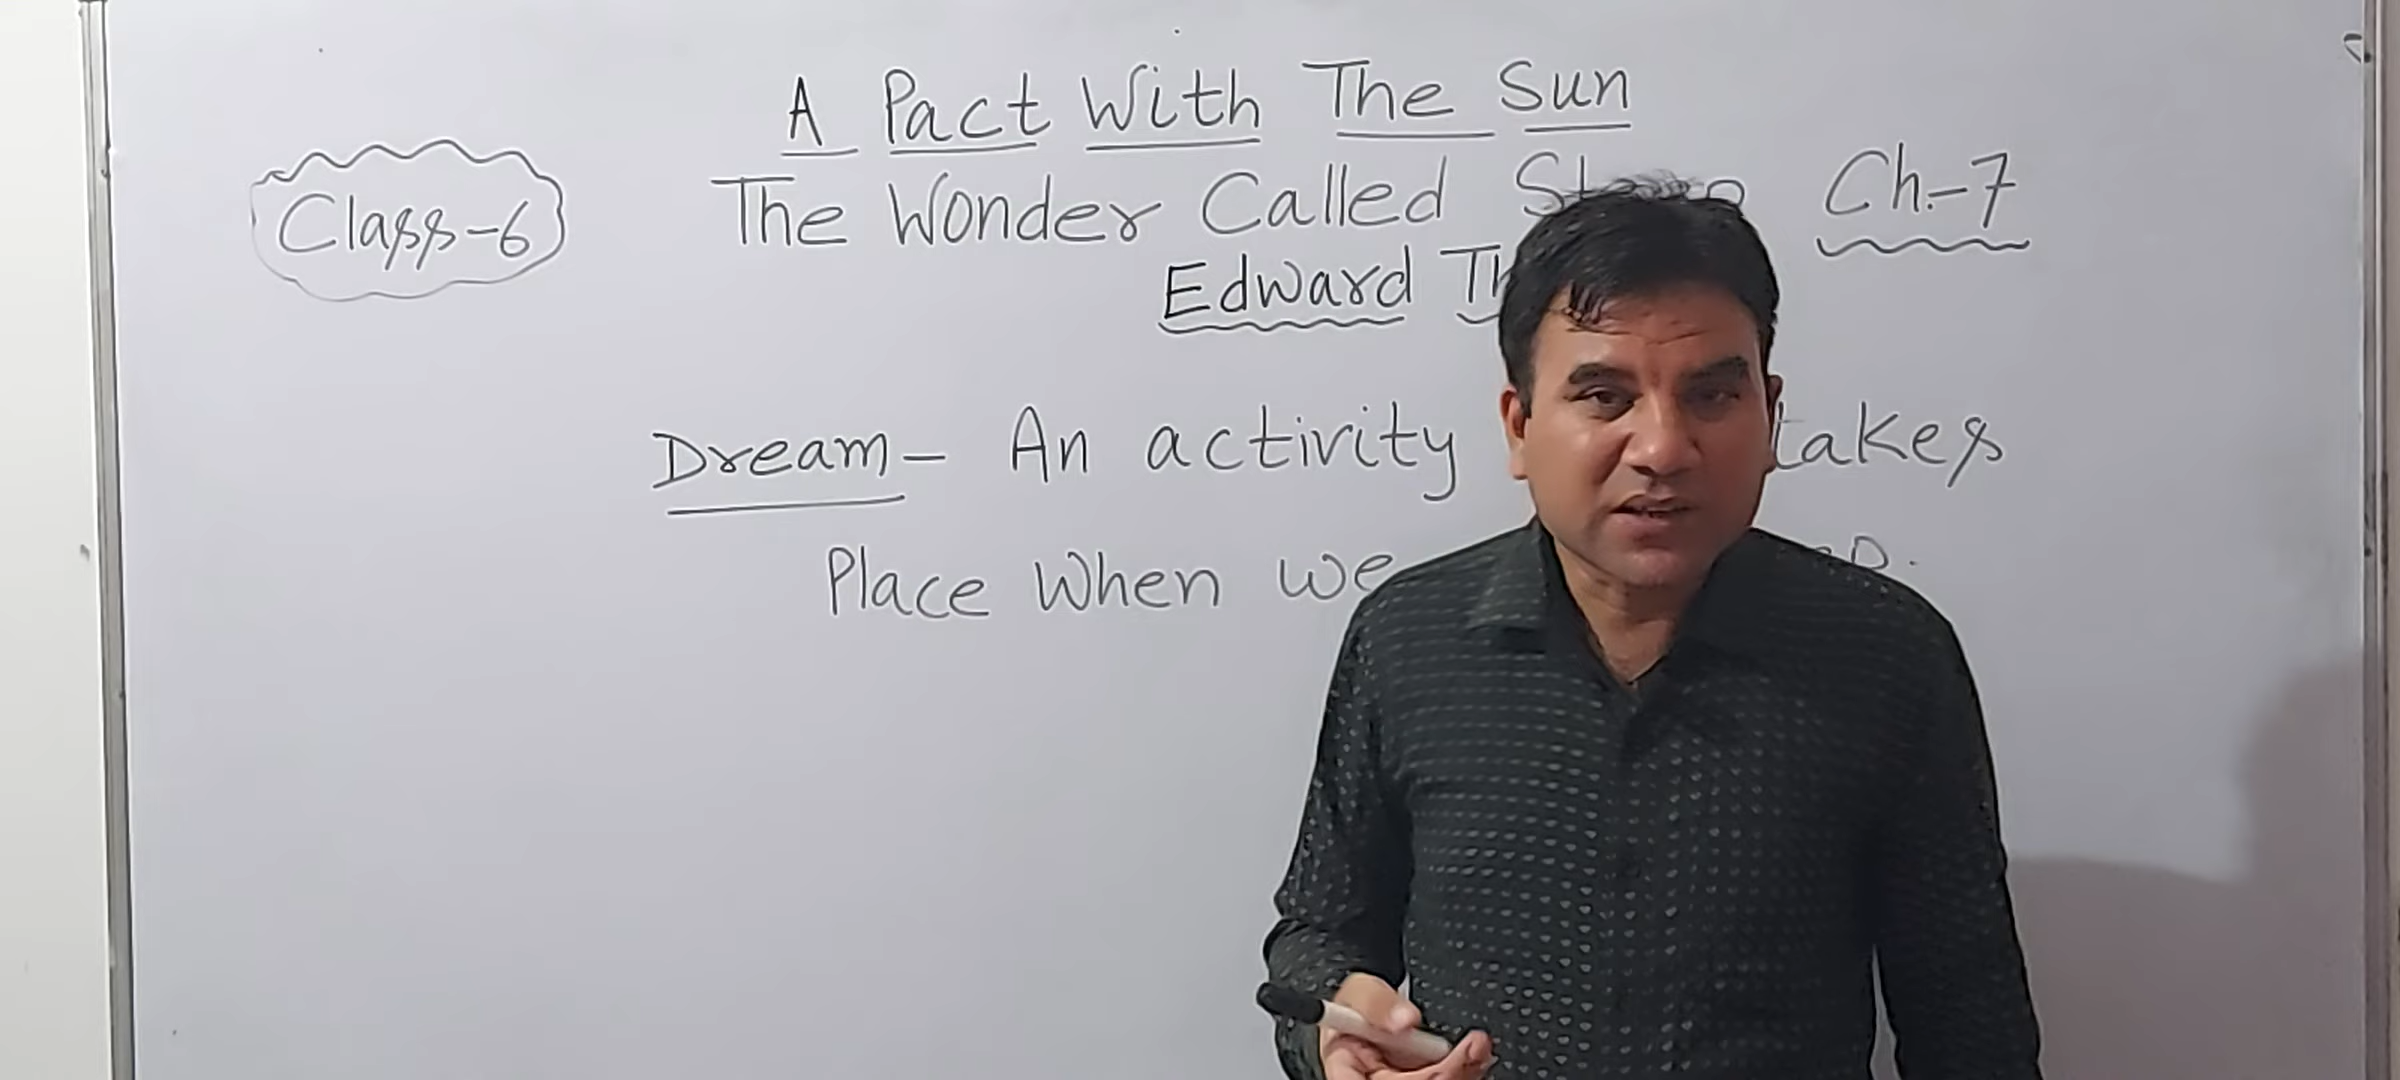 A Pact With The Sun
Class-6
The Wonder Called Ch.-7
Edward
Dream- An activity takes
Place When we